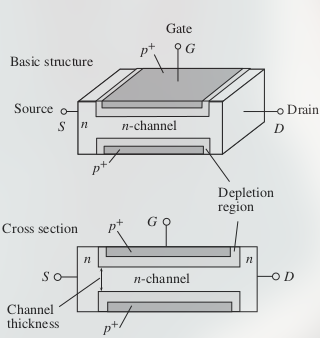 Gate
p+
G
Basic structure
Source
S
n
n-channel
Drain
D
p+
Depletion
region
Cross section
p+
G
n
n
S
n-channel
D
Channel
thickness
p+